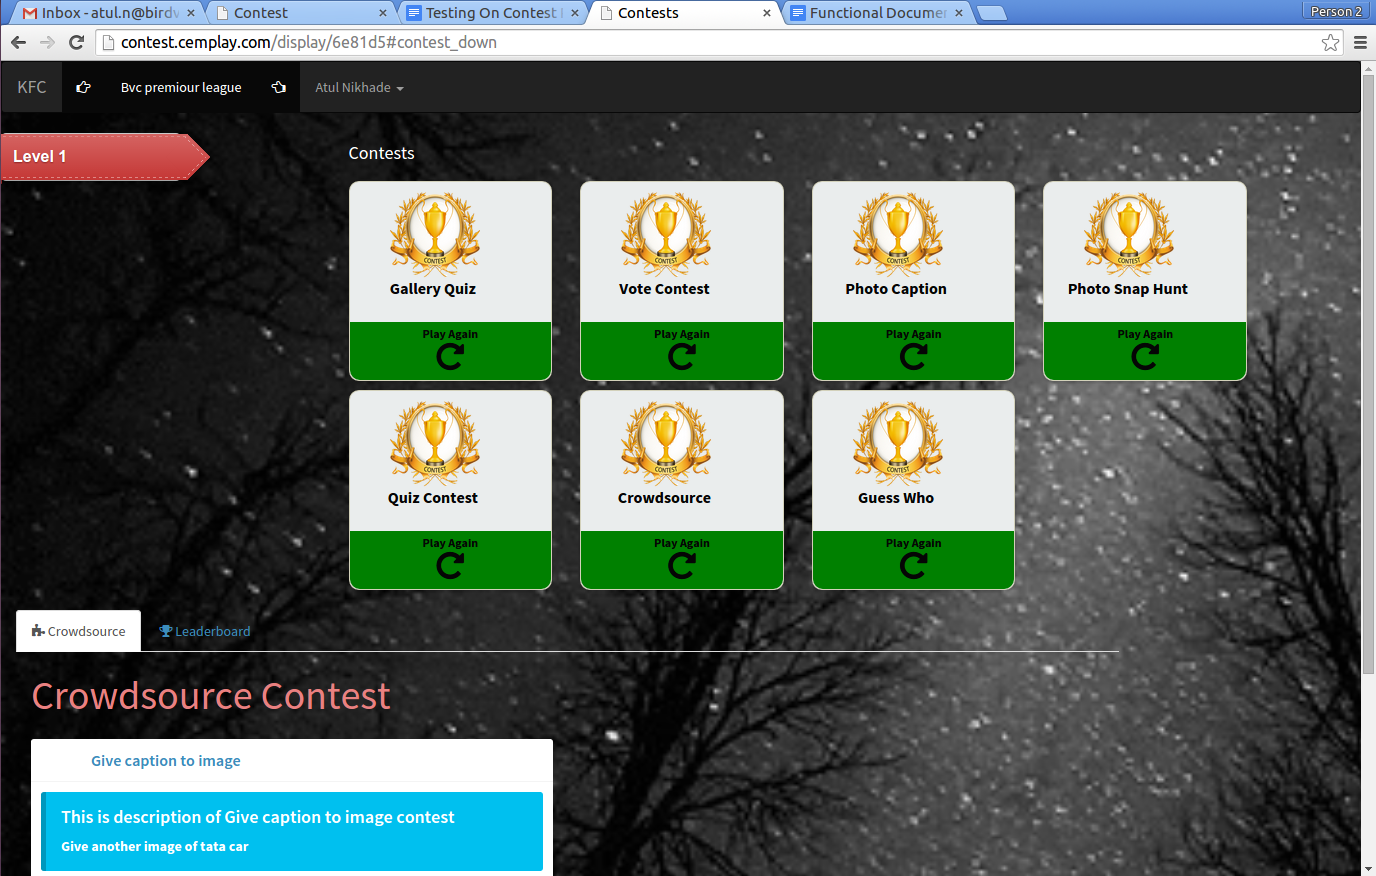 Inbox - atul.n@birdv
Contest
Testing On Contest
Contests
Functional Documen
Person 2
contest.cemplay.com/display/6e81d5#contest_down
KFC
Bvc premiour league
Atul Nikhade
Level 1
Contests
CONTEST
CONTEST
CONTEST
CONTEST
Gallery Quiz
Vote Contest
Photo Caption
Photo Snap Hunt
Play Again
Play Again
Play Again
Play Again
CONTEST
CONTEST
CONTEST
Quiz Contest
Crowdsource
Guess Who
Play Again
Play Again
Play Again
Crowdsource
Leaderboard
Crowdsource Contest
Give caption to image
This is description of Give caption to image contest
Give another image of tata car